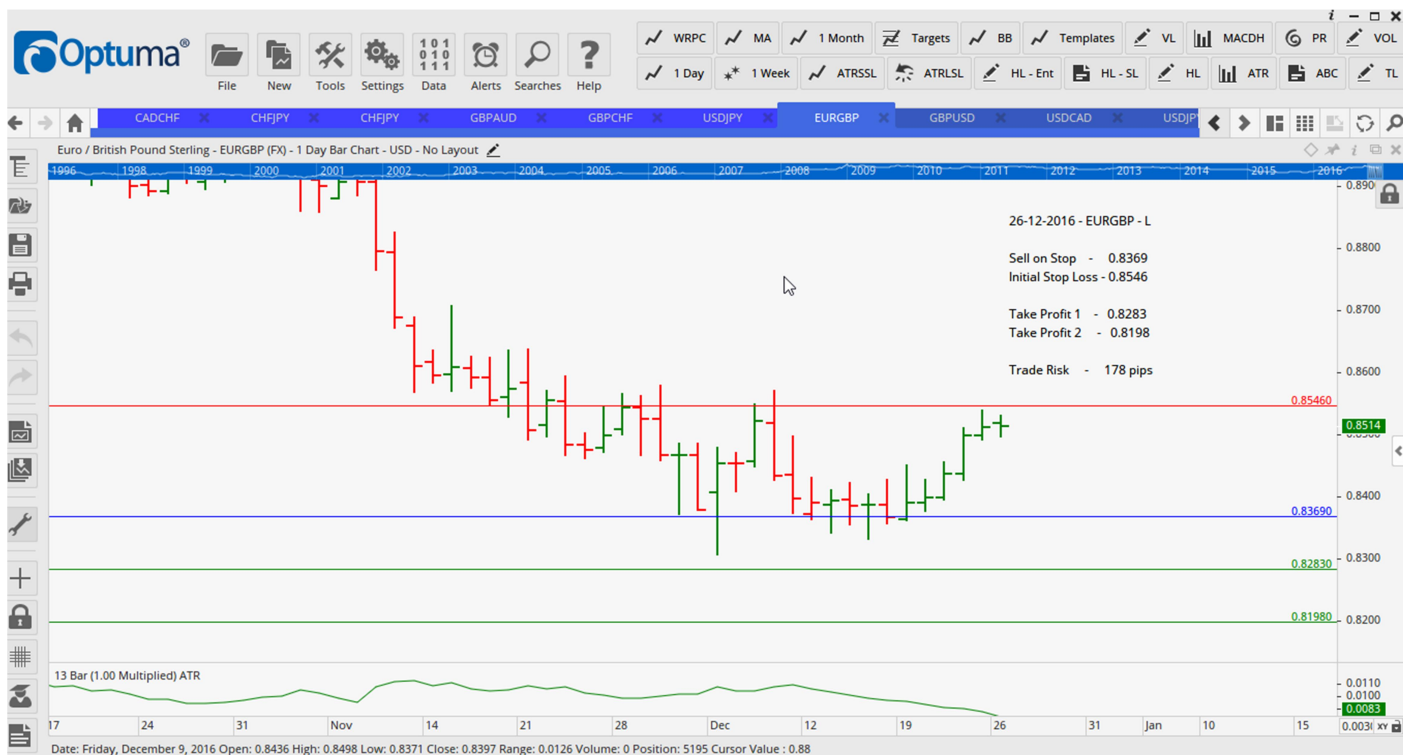 i
Optuma®
File
New
Tools
Settings
101
010
111
Data
Alerts
Searches
Help
WRPC
MA
1 Month
Targets
BB
Templates
VL
MACDH
PR
VOL
1 Day
1 Week
ATRSSL
ATRLSL
HL - Ent
HL - SL
HL
ATR
ABC
TL
CADCHF
CHFJPY
CHFJPY
GBPAUD
GBPCHF
USDJPY
EURGBP
GBPUSD
USDCAD
USDJP
Euro / British Pound Sterling - EURGBP (FX) - 1 Day Bar Chart - USD - No Layout
1996 1998 1999 2000 2001 2002 2003 2004 2005 2006 2007 2008 2009 2010 2011 2012 2013 2014 2015 2016
0.890
26-12-2016 - EURGBP - L
0.8800
Sell on Stop - 0.8369
Initial Stop Loss - 0.8546
0.8700
Take Profit 1 - 0.8283
Take Profit 2 - 0.8198
0.8600
Trade Risk - 178 pips
0.85460
0.8514
0.8400
0.83690
0.8300
0.82830
0.81980
0.8200
13 Bar (1.00 Multiplied) ATR
0.0110
0.0100
0.0083
17 24 31 Nov 14 21 28 Dec 12 19 26 31 Jan 10 15
XY
Date: Friday, December 9, 2016 Open: 0.8436 High: 0.8498 Low: 0.8371 Close: 0.8397 Range: 0.0126 Volume: 0 Position: 5195 Cursor Value : 0.88